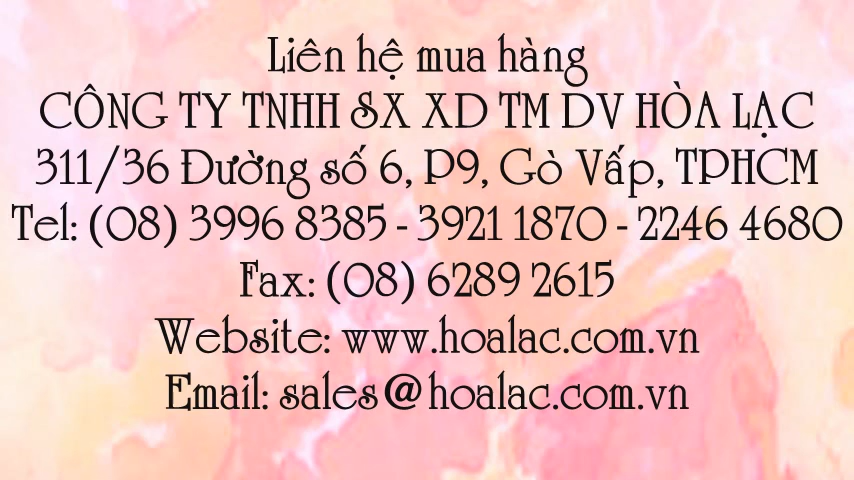 Liên hệ mua hàng
CÔNG TY TNHH SX XD TM DV HÒA LẠC
311/36 Đường số 6, P9, Gò Vấp, TPHCM
Tel: (08) 3996 8385 - 3921 1870 - 2246 4680
Fax: (08) 6289 2615
Website: www.hoalac.com.vn
Email: sales@hoalac.com.vn